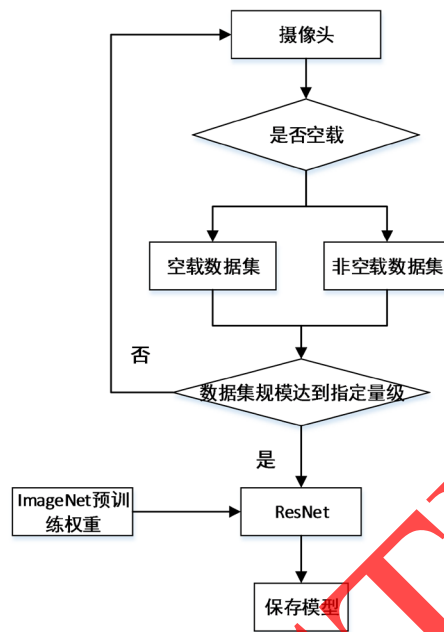 摄像头
是否空载
空载数据集
非空载数据集
否
数据集规模达到指定量级
是
ImageNet预训
练权重
ResNet
保存模型